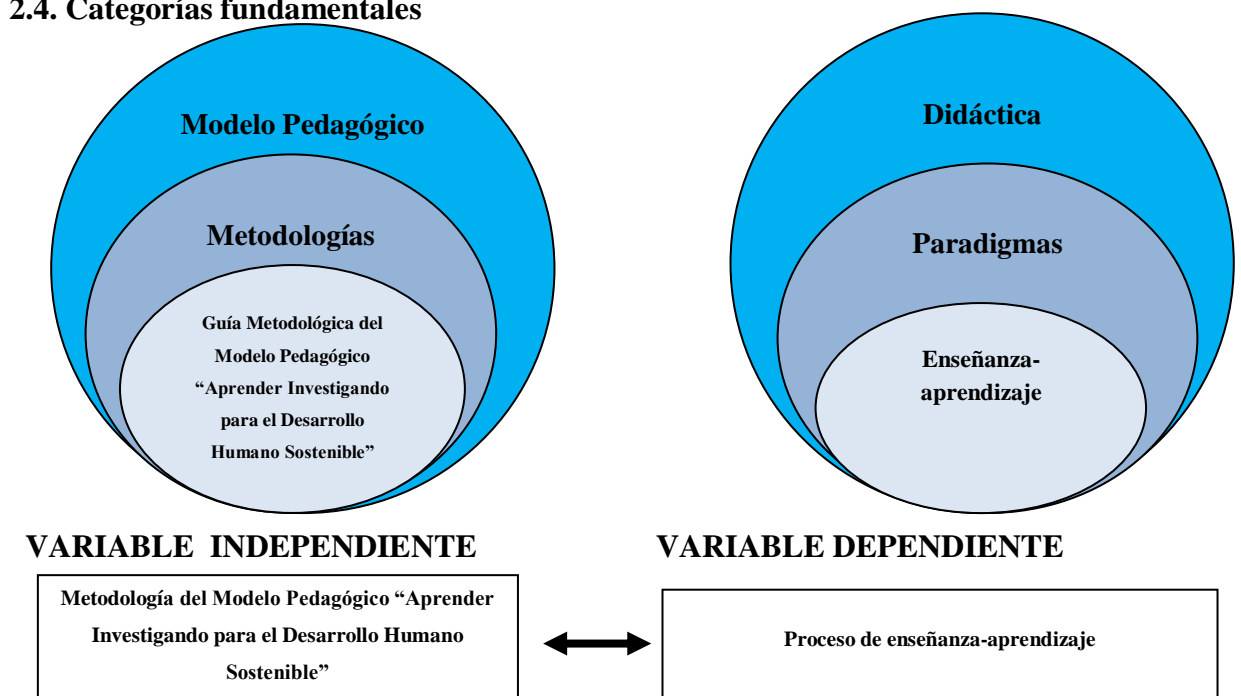 2.4. Categorías fundamentales
Modelo Pedagógico
Metodologías
Guía Metodológica del
Modelo Pedagógico
“Aprender Investigando
para el Desarrollo
Humano Sostenible”
Didáctica
Paradigmas
Enseñanza-
aprendizaje
VARIABLE INDEPENDIENTE
VARIABLE DEPENDIENTE
Metodología del Modelo Pedagógico “Aprender
Investigando para el Desarrollo Humano
Sostenible”
Proceso de enseñanza-aprendizaje